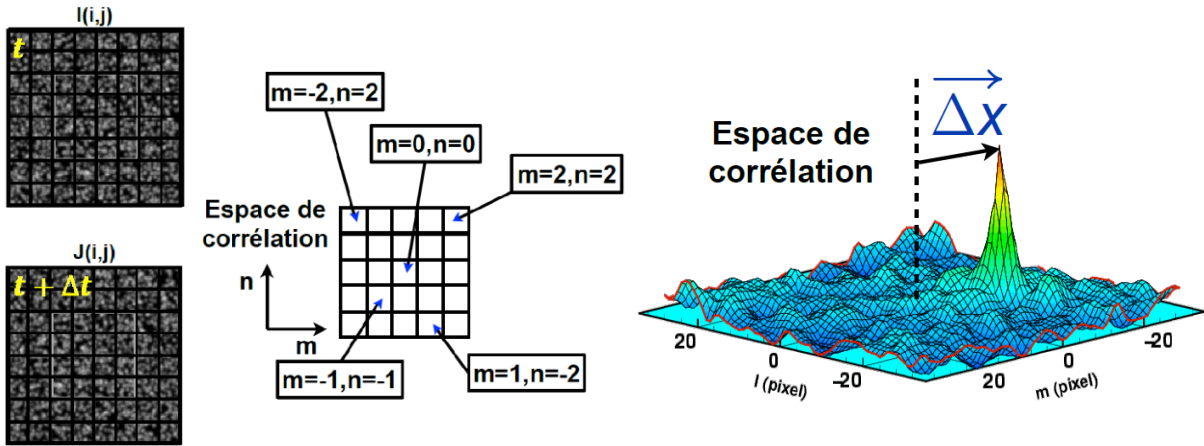 I(i,j)
t
J(i,j)
t + Δt
m=-2,n=2
m=0,n=0
m=2,n=2
Espace de
corrélation
n
m
m=-1,n=-1
m=1,n=-2
Δx
Espace de
corrélation
20
0
-20
l (pixel)
20
0
-20
m (pixel)